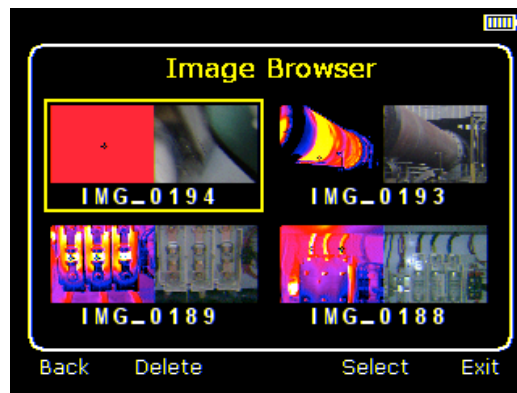 Image Browser
IMG_0194 IMG_0193
IMG_0189 IMG_0188
Back Delete Select Exit